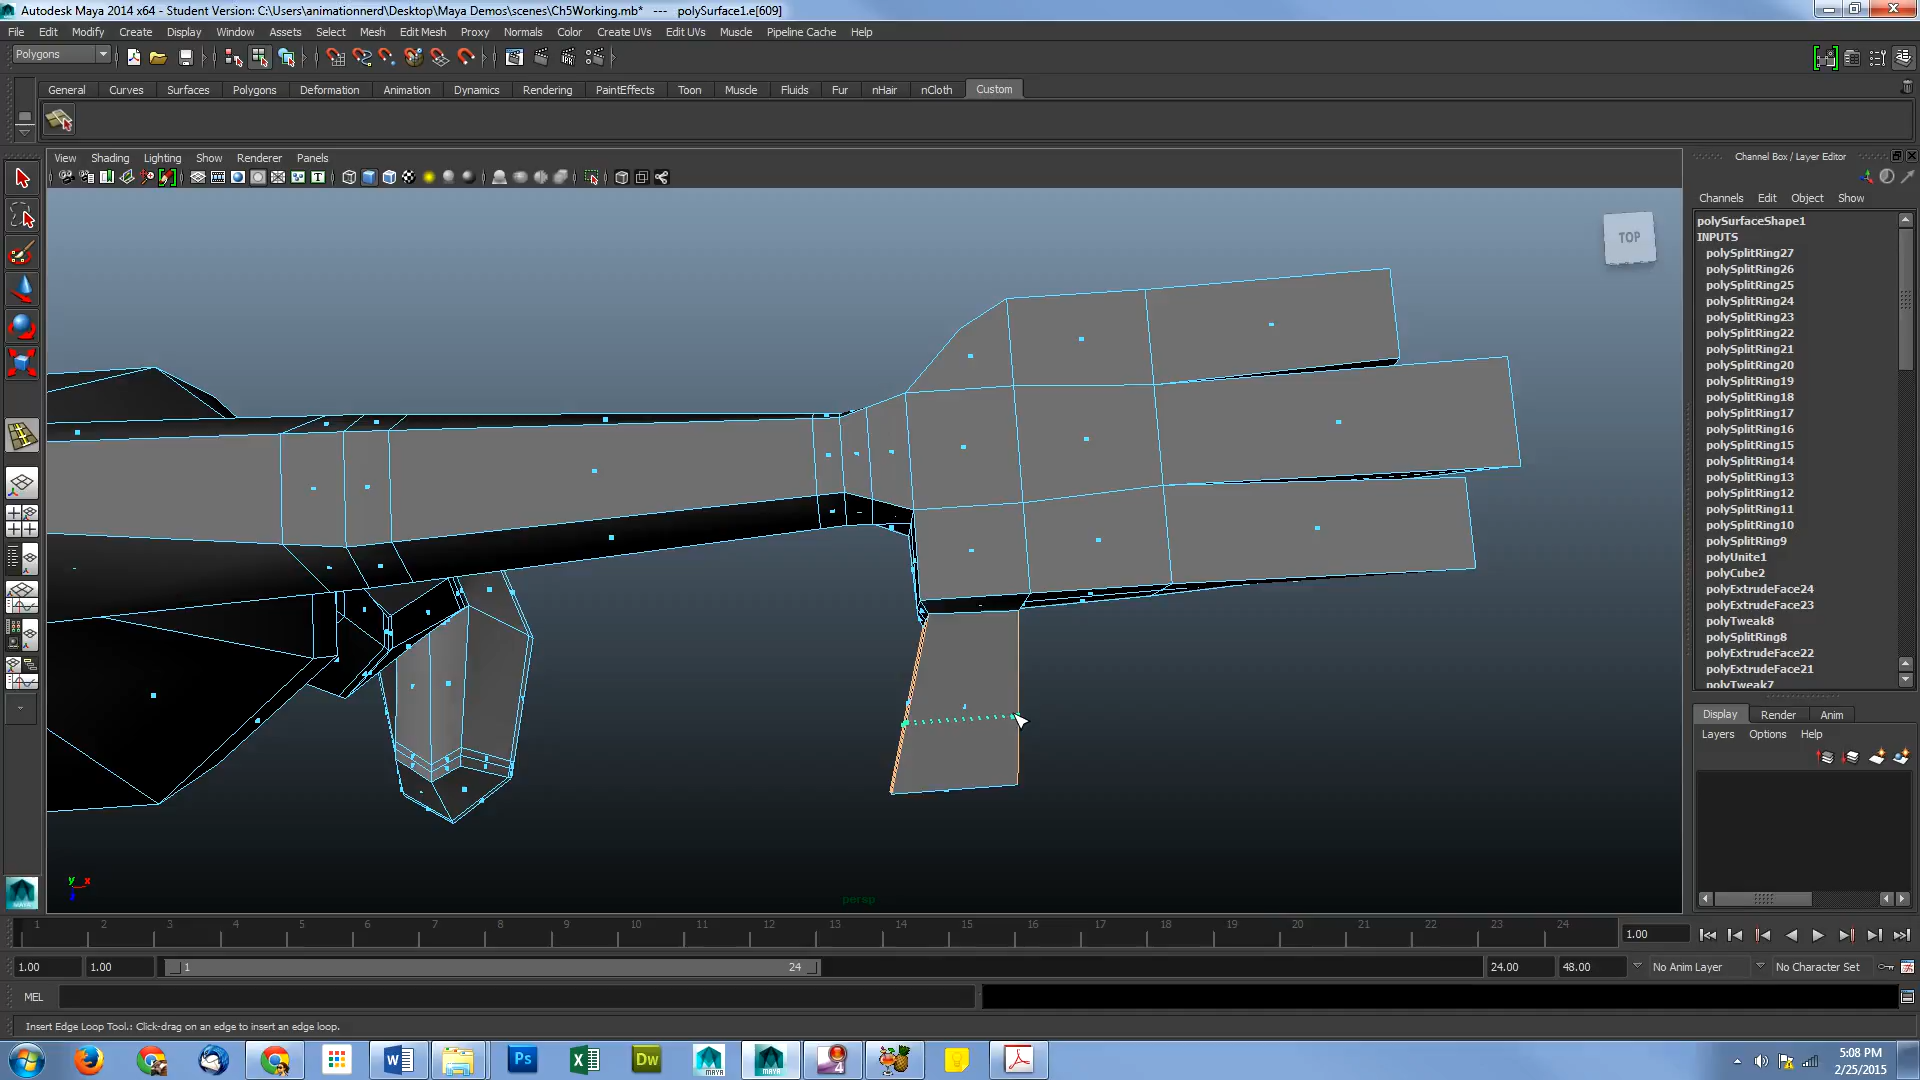 Autodesk Maya 2014 x64 - Student Version: C:\Users\animationnerd\Desktop\Maya Demos\scenes\Ch5Working.mb* --- polySurface1.e[609]
File Edit Modify Create Display Window Assets Select Mesh Edit Mesh Proxy Normals Color Create UVs Edit UVs Muscle Pipeline Cache Help
Polygons
General Curves Surfaces Polygons Deformation Animation Dynamics Rendering PaintEffects Toon Muscle Fluids Fur nHair nCloth Custom
View Shading Lighting Show Renderer Panels
Channel Box / Layer Editor
Channels Edit Object Show
polySurfaceShape1
INPUTS
polySplitRing27
polySplitRing26
polySplitRing25
polySplitRing24
polySplitRing23
polySplitRing22
polySplitRing21
polySplitRing20
polySplitRing19
polySplitRing18
polySplitRing17
polySplitRing16
polySplitRing15
polySplitRing14
polySplitRing13
polySplitRing12
polySplitRing11
polySplitRing10
polySplitRing9
polyUnite1
polyCube2
polyExtrudeFace24
polyExtrudeFace23
polyTweak8
polySplitRing8
polyExtrudeFace22
polyExtrudeFace21
polyTweak7
TOP
Display Render Anim
Layers Options Help
y x
persp
1 2 3 4 5 6 7 8 9 10 11 12 13 14 15 16 17 18 19 20 21 22 23 24
1.00
1.00 1.00 1 24 24.00 48.00 No Anim Layer No Character Set
MEL
Insert Edge Loop Tool.: Click-drag on an edge to insert an edge loop.
Ps Dw MAYA MAYA 4
5:08 PM
2/25/2015